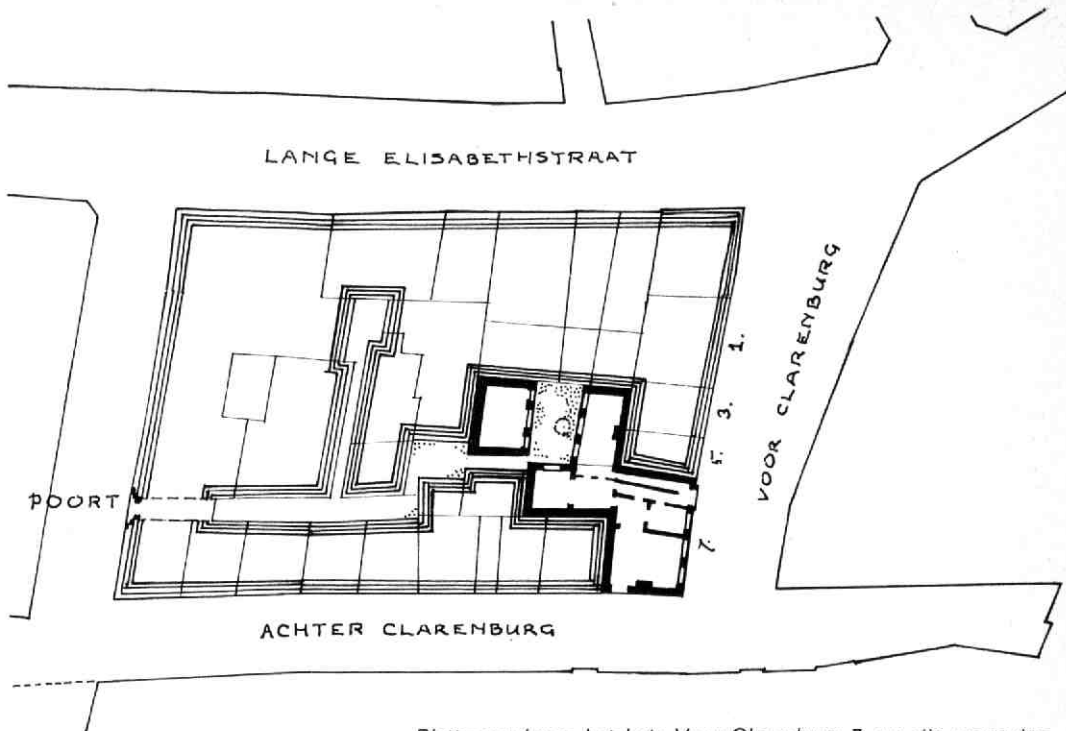 LANGE ELISABETHSTRAAT
VOOR CLARENBURG
1.
3.
5.
7.
POORT
ACHTER CLARENBURG